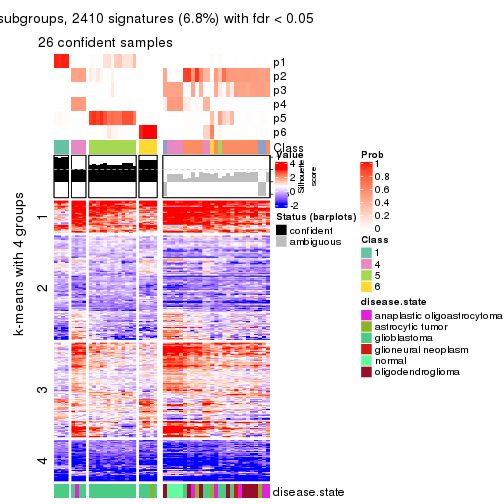 subgroups, 2410 signatures (6.8%) with fdr < 0.05
26 confident samples
p1
p2
p3
p4
p5
p6
Class
k-means with 4 groups
1
2
3
4
disease.state
Value
4
2
0
-2
Silhouette
score
Status (barplots)
confident
ambiguous
Prob
1
0.8
0.6
0.4
0.2
0
Class
1
4
5
6
disease.state
anaplastic oligoastrocytoma
astrocytic tumor
glioblastoma
glioneural neoplasm
normal
oligodendroglioma